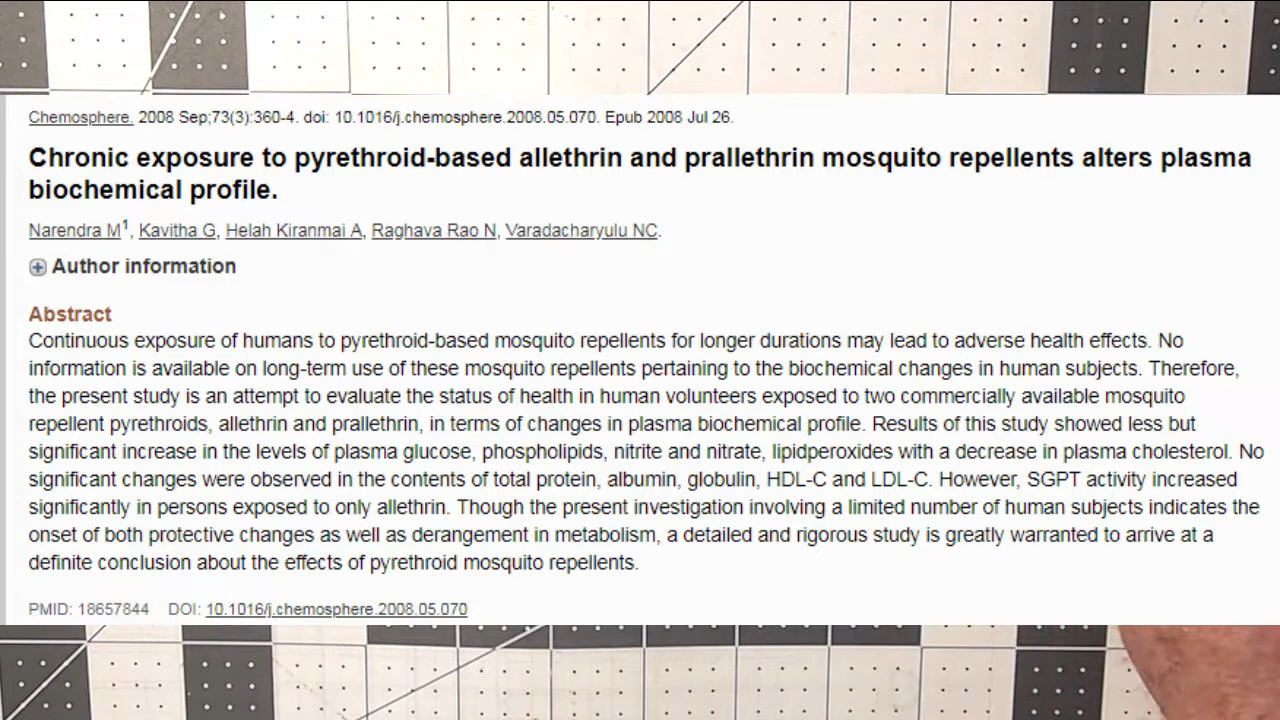 Chemosphere. 2008 Sep;73(3):360-4. doi: 10.1016/j.chemosphere.2008.05.070. Epub 2008 Jul 26.
Chronic exposure to pyrethroid-based allethrin and prallethrin mosquito repellents alters plasma
biochemical profile.
Narendra M1, Kavitha G, Helah Kiranmai A, Raghava Rao N, Varadacharyulu NC.
Author information
Abstract
Continuous exposure of humans to pyrethroid-based mosquito repellents for longer durations may lead to adverse health effects. No
information is available on long-term use of these mosquito repellents pertaining to the biochemical changes in human subjects. Therefore,
the present study is an attempt to evaluate the status of health in human volunteers exposed to two commercially available mosquito
repellent pyrethroids, allethrin and prallethrin, in terms of changes in plasma biochemical profile. Results of this study showed less but
significant increase in the levels of plasma glucose, phospholipids, nitrite and nitrate, lipidperoxides with a decrease in plasma cholesterol. No
significant changes were observed in the contents of total protein, albumin, globulin, HDL-C and LDL-C. However, SGPT activity increased
significantly in persons exposed to only allethrin. Though the present investigation involving a limited number of human subjects indicates the
onset of both protective changes as well as derangement in metabolism, a detailed and rigorous study is greatly warranted to arrive at a
definite conclusion about the effects of pyrethroid mosquito repellents.
PMID: 18657844 DOI: 10.1016/j.chemosphere.2008.05.070